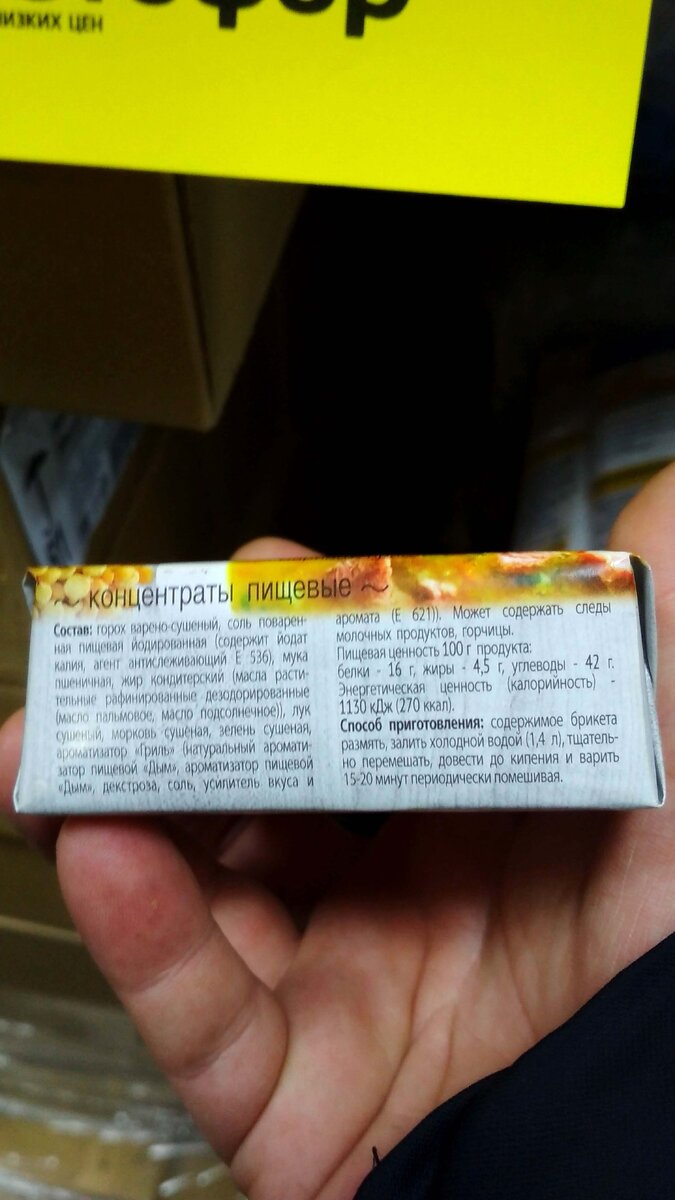 НИЗКИХ ЦЕН
~ концентраты пищевые ~
Состав: горох варено-сушеный, соль поварен-
ная пищевая йодированная (содержит йодат
калия, агент антислеживающий Е 536), мука
пшеничная, жир кондитерский (масла расти-
тельные рафинированные дезодорированные
(масло пальмовое, масло подсолнечное)), лук
сушеный, морковь сушеная, зелень сушеная,
ароматизатор «Гриль» (натуральный аромати-
затор пищевой «Дым», ароматизатор пищевой
«Дым», декстроза, соль, усилитель вкуса и
аромата (Е 621)). Может содержать следы
молочных продуктов, горчицы.
Пищевая ценность 100 г продукта:
белки - 16 г, жиры - 4,5 г, углеводы - 42 г.
Энергетическая ценность (калорийность) -
1130 кДж (270 ккал).
Способ приготовления: содержимое брикета
размять, залить холодной водой (1,4 л), тщатель-
но перемешать, довести до кипения и варить
15-20 минут периодически помешивая.